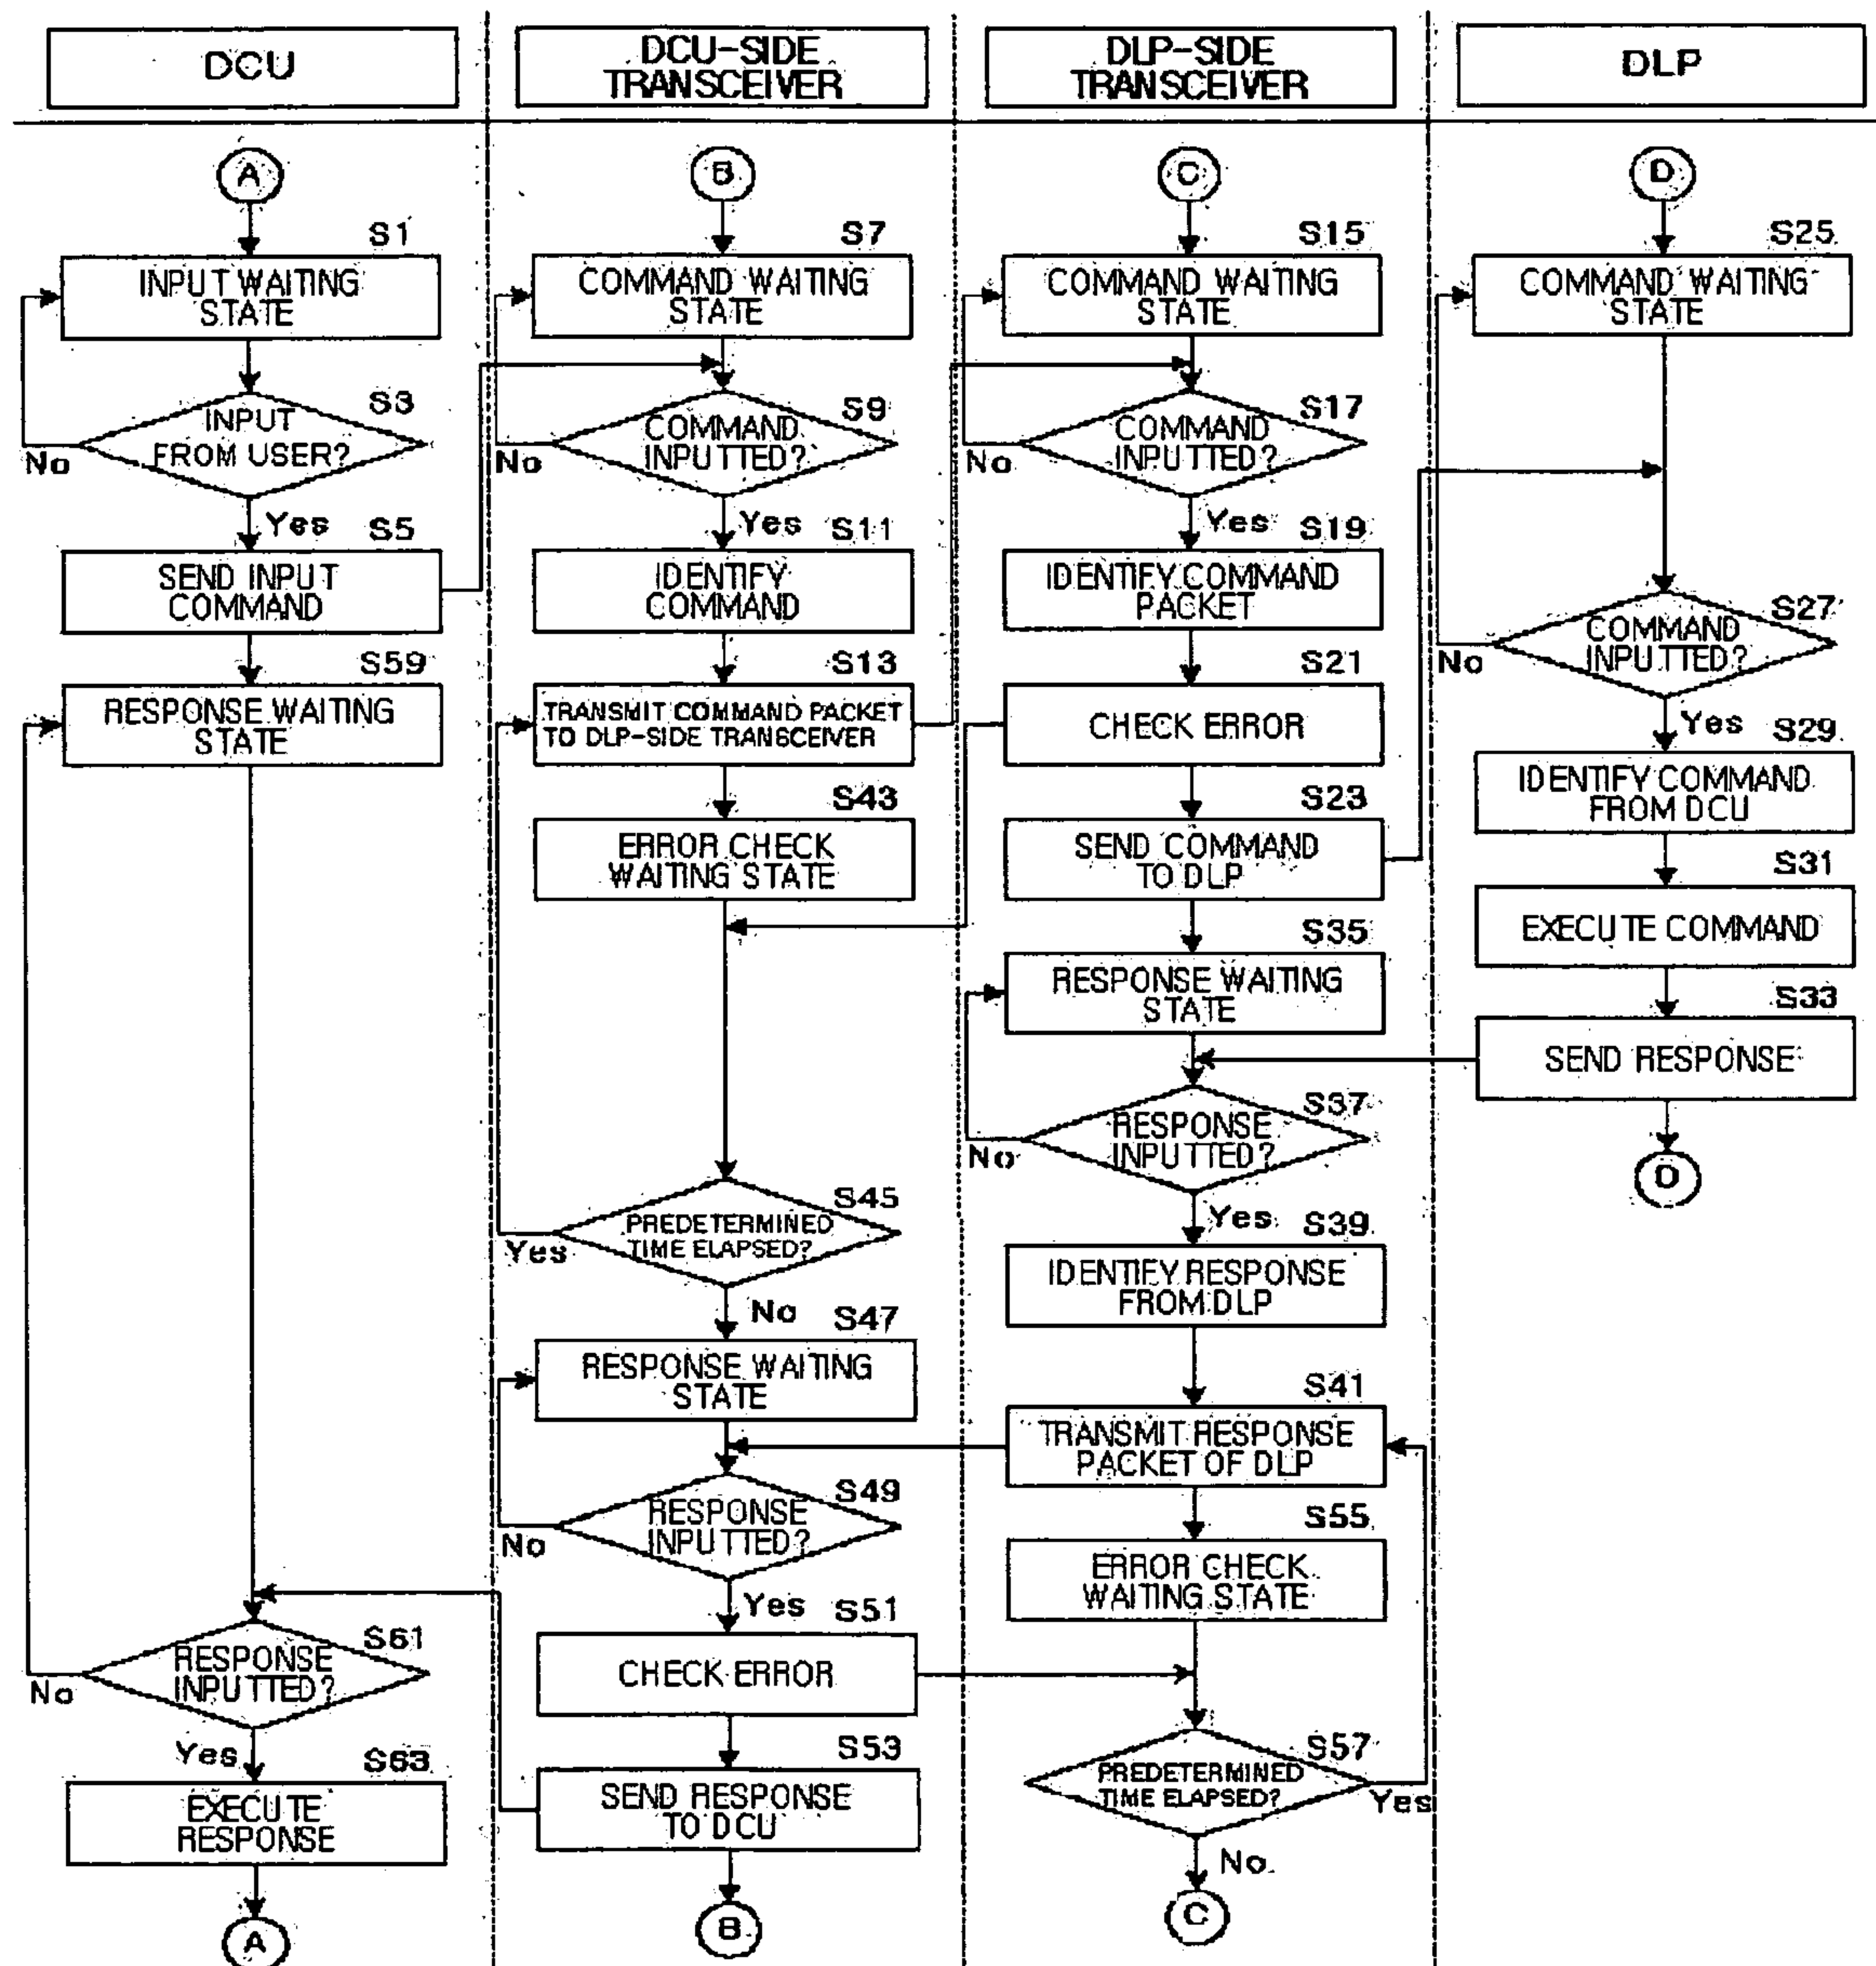 DCU
DCU-SIDE
TRANSCEIVER
DLP-SIDE
TRANSCEIVER
DLP
A
S1
INPUT WAITING
STATE
S3
INPUT
FROM USER?
No
Yes
S5
SEND INPUT
COMMAND
S59
RESPONSE WAITING
STATE
S61
RESPONSE
INPUTTED?
No
Yes
S63
EXECUTE
RESPONSE
A
B
S7
COMMAND WAITING
STATE
S9
COMMAND
INPUTTED?
No
Yes
S11
IDENTIFY
COMMAND
S13
TRANSMIT COMMAND PACKET
TO DLP-SIDE TRANSCEIVER
S43
ERROR CHECK
WAITING STATE
S45
PREDETERMINED
TIME ELAPSED?
Yes
No
S47
RESPONSE WAITING
STATE
S49
RESPONSE
INPUTTED?
No
Yes
S51
CHECK ERROR
S53
SEND RESPONSE
TO DCU
B
C
S15
COMMAND WAITING
STATE
S17
COMMAND
INPUTTED?
No
Yes
S19
IDENTIFY COMMAND
PACKET
S21
CHECK ERROR
S23
SEND COMMAND
TO DLP
S35
RESPONSE WAITING
STATE
S37
RESPONSE
INPUTTED?
No
Yes
S39
IDENTIFY RESPONSE
FROM DLP
S41
TRANSMIT RESPONSE
PACKET OF DLP
S55
ERROR CHECK
WAITING STATE
S57
PREDETERMINED
TIME ELAPSED?
Yes
No
C
D
S25
COMMAND WAITING
STATE
S27
COMMAND
INPUTTED?
No
Yes
S29
IDENTIFY COMMAND
FROM DCU
S31
EXECUTE COMMAND
S33
SEND RESPONSE
D